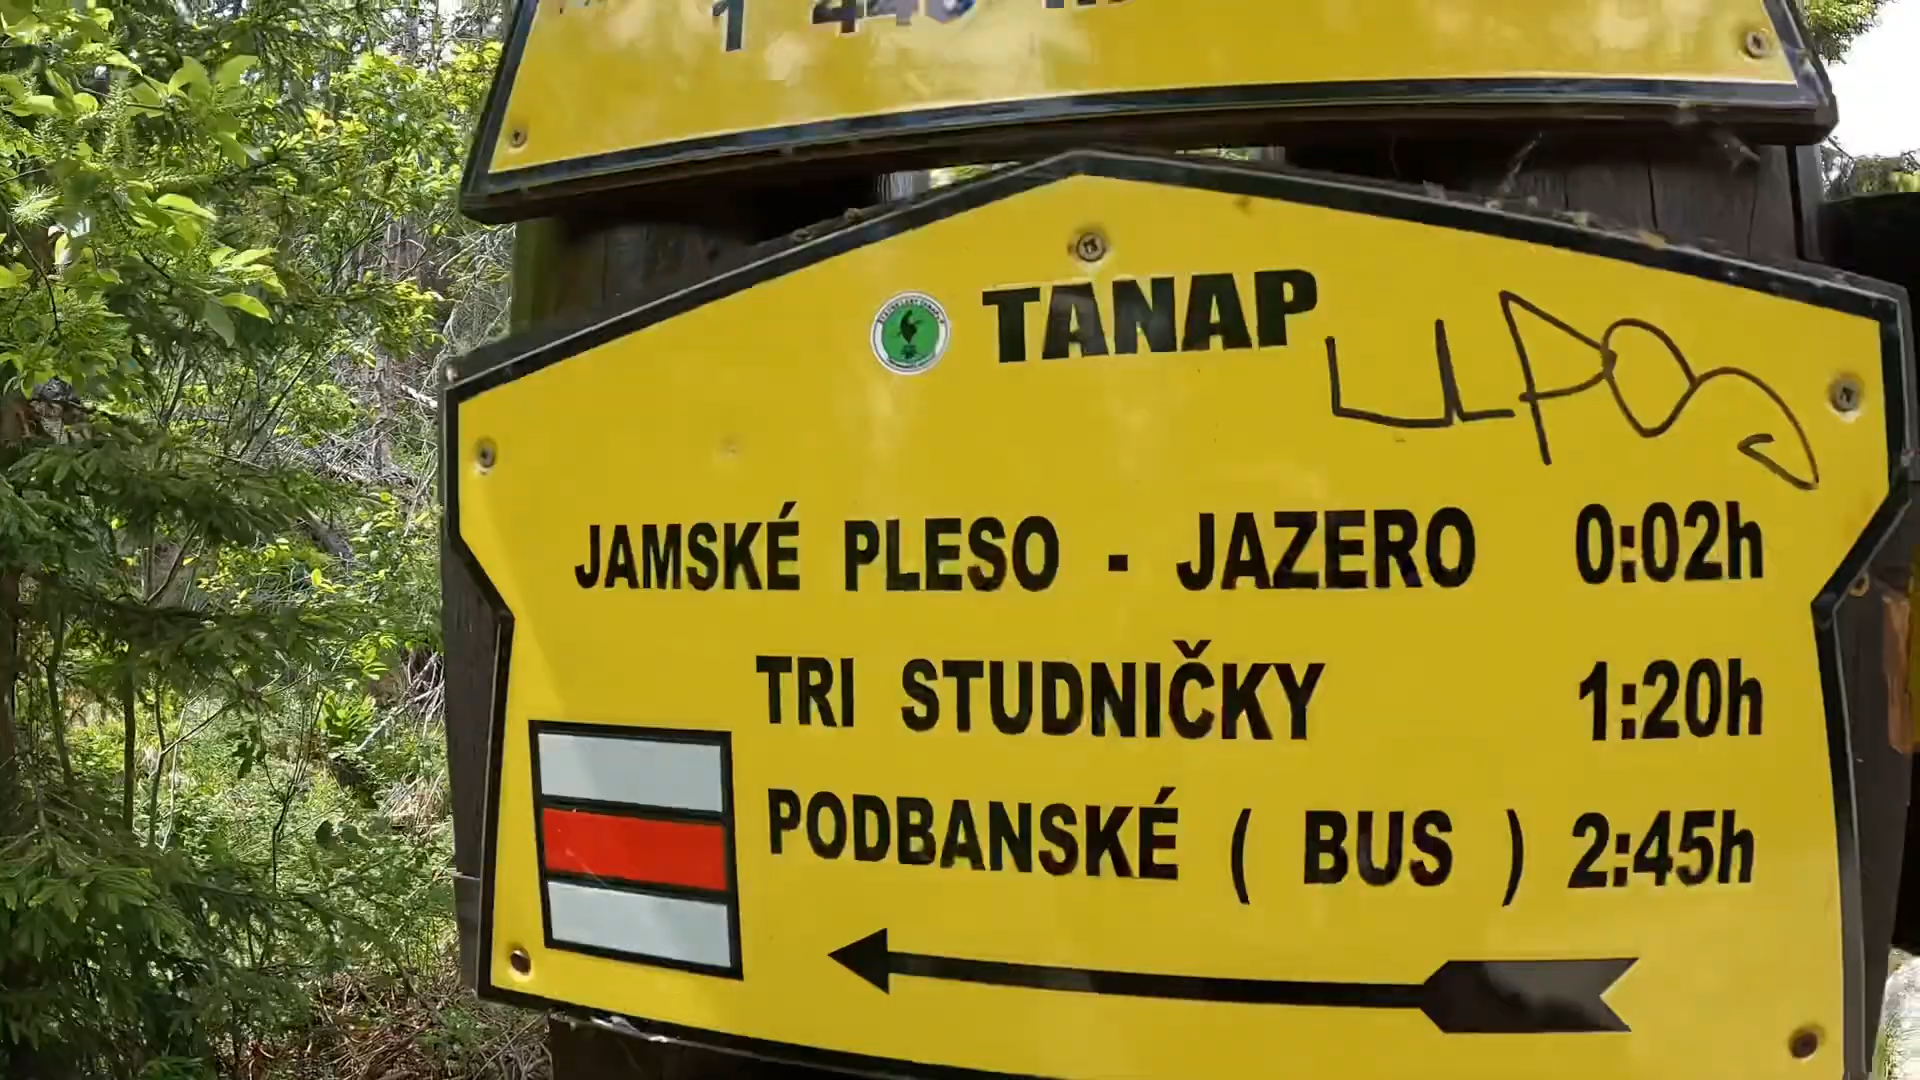 TANAP
JAMSKÉ PLESO - JAZERO 0:02h
TRI STUDNIČKY 1:20h
PODBANSKÉ ( BUS ) 2:45h